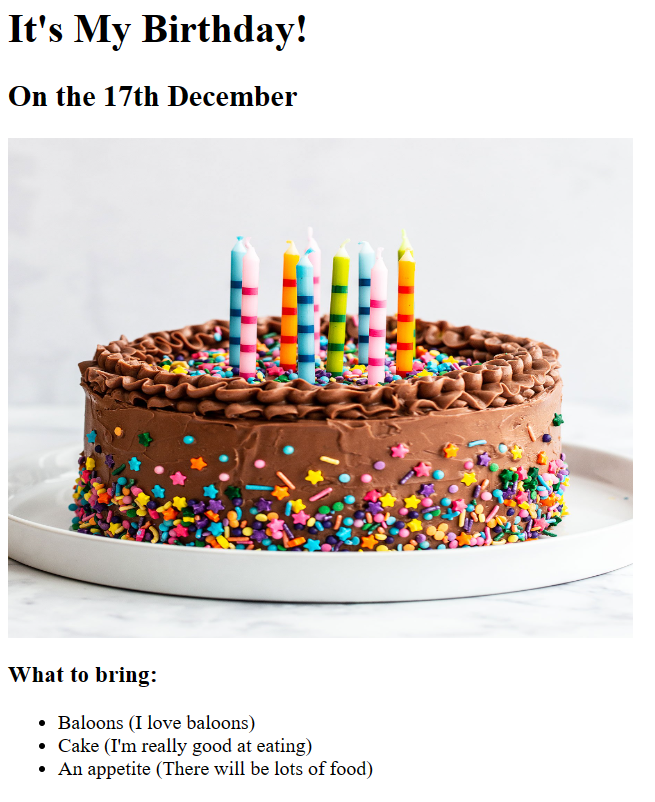 It's My Birthday!
On the 17th December
What to bring:
Baloons (I love baloons)
Cake (I'm really good at eating)
An appetite (There will be lots of food)